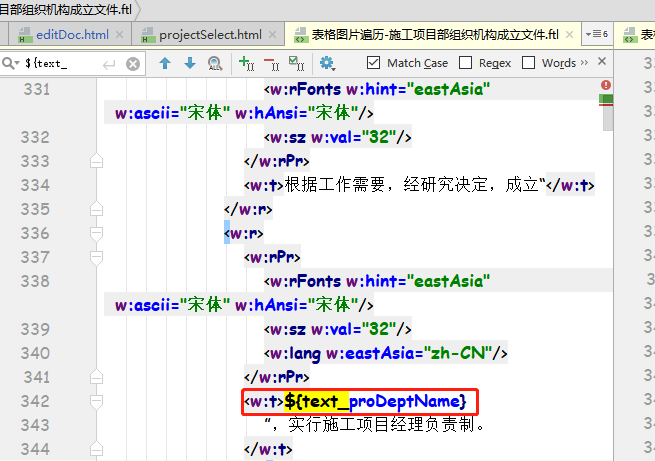 部组织机构成立文件.ftl
editDoc.html × projectSelect.html × 表格图片遍历-施工项目部组织机构成立文件.ftl × 6 表格
${text_ Match Case Regex Words »
331 <w:rFonts w:hint="eastAsia"
w:ascii="宋体" w:hAnsi="宋体"/>
332 <w:sz w:val="32"/>
333 </w:rPr>
334 <w:t>根据工作需要，经研究决定，成立“</w:t>
335 </w:r>
336 <w:r>
337 <w:rPr>
338 <w:rFonts w:hint="eastAsia"
w:ascii="宋体" w:hAnsi="宋体"/>
339 <w:sz w:val="32"/>
340 <w:lang w:eastAsia="zh-CN"/>
341 </w:rPr>
342 <w:t>${text_proDeptName}
343 “，实行施工项目经理负责制。
344 </w:t>